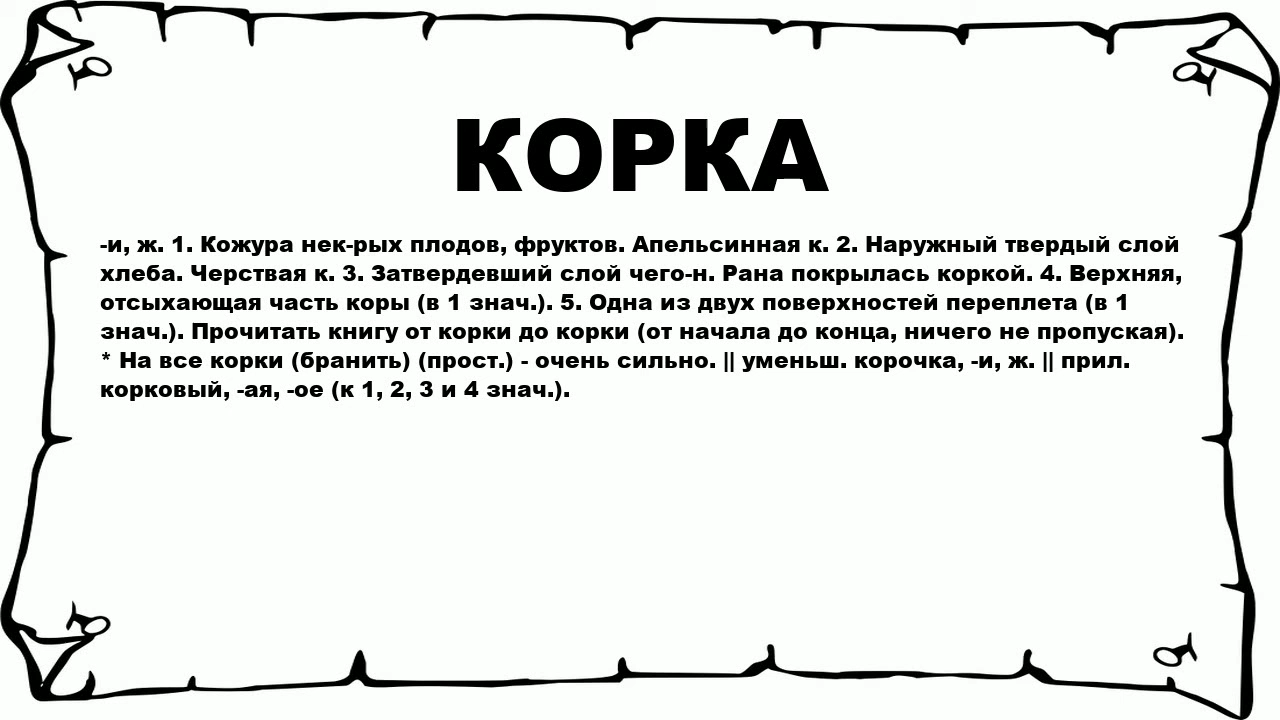 КОРКА
-и, ж. 1. Кожура нек-рых плодов, фруктов. Апельсинная к. 2. Наружный твердый слой
хлеба. Черствая к. 3. Затвердевший слой чего-н. Рана покрылась коркой. 4. Верхняя,
отсыхающая часть коры (в 1 знач.). 5. Одна из двух поверхностей переплета (в 1
знач.). Прочитать книгу от корки до корки (от начала до конца, ничего не пропуская).
* На все корки (бранить) (прост.) - очень сильно. || уменьш. корочка, -и, ж. || прил.
корковый, -ая, -ое (к 1, 2, 3 и 4 знач.).